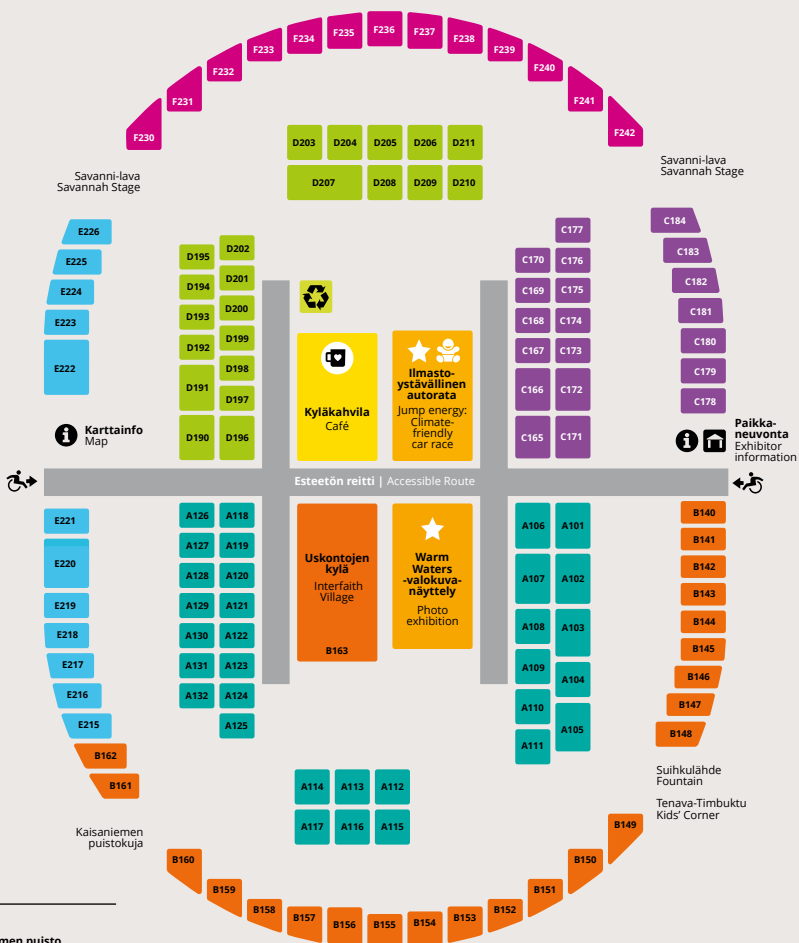 F236
F235
F237
F234
F238
F233
F239
F232
F240
F231
F241
F230
F242
D203
D204
D205
D206
D211
D207
D208
D209
D210
Savanni-lava
Savannah Stage
Savanni-lava
Savannah Stage
E226
E225
E224
E223
E222
D195
D194
D193
D192
D191
D190
D202
D201
D200
D199
D198
D197
D196
Kyläkahvila
Café
Ilmasto-
ystävällinen
autorata
Jump energy:
Climate-
friendly
car race
C170
C169
C168
C167
C166
C165
C177
C176
C175
C174
C173
C172
C171
C184
C183
C182
C181
C180
C179
C178
Karttainfo
Map
Paikka-
neuvonta
Exhibitor
information
Esteetön reitti | Accessible Route
E221
E220
E219
E218
E217
E216
E215
B162
B161
A126
A127
A128
A129
A130
A131
A132
A118
A119
A120
A121
A122
A123
A124
A125
Uskontojen
kylä
Interfaith
Village
B163
Warm
Waters
-valokuva-
näyttely
Photo
exhibition
A106
A107
A108
A109
A110
A111
A101
A102
A103
A104
A105
B140
B141
B142
B143
B144
B145
B146
B147
B148
A114
A113
A112
A117
A116
A115
Suihkulähde
Fountain
Tenava-Timbuktu
Kids’ Corner
Kaisaniemen
puistokuja
B149
B160
B150
B159
B151
B158
B152
B157
B153
B156
B155
B154
men puisto